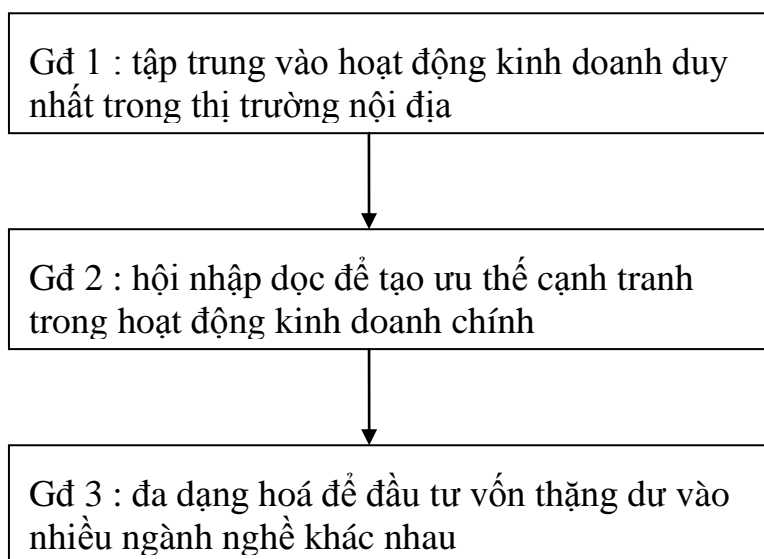 Gđ 1 : tập trung vào hoạt động kinh doanh duy
nhất trong thị trường nội địa
Gđ 2 : hội nhập dọc để tạo ưu thế cạnh tranh
trong hoạt động kinh doanh chính
Gđ 3 : đa dạng hoá để đầu tư vốn thặng dư vào
nhiều ngành nghề khác nhau